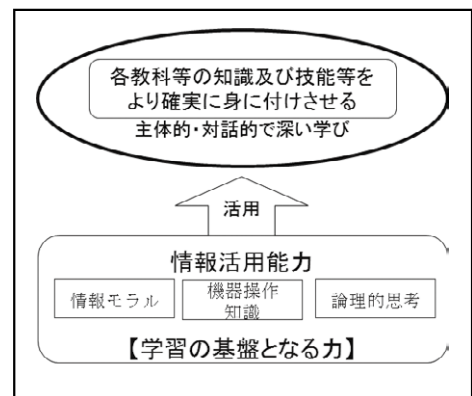 各教科等の知識及び技能等を
より確実に身に付けさせる
主体的・対話的で深い学び
活用
情報活用能力
情報モラル
機器操作
知識
論理的思考
【学習の基盤となる力】